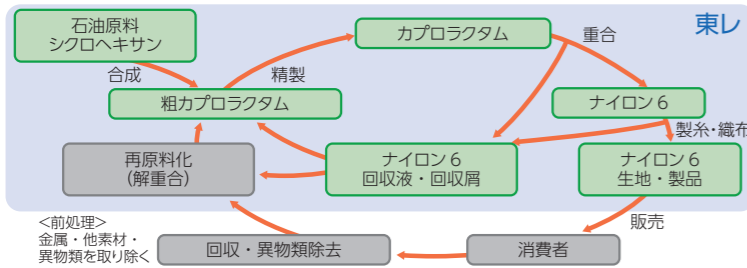 東レ
石油原料
シクロヘキサン
カプロラクタム
重合
合成
精製
粗カプロラクタム
ナイロン6
製糸・織布
再原料化
(解重合)
ナイロン6
回収液・回収屑
ナイロン6
生地・製品
<前処理>
金属・他素材・
異物類を取り除く
販売
回収・異物類除去
消費者